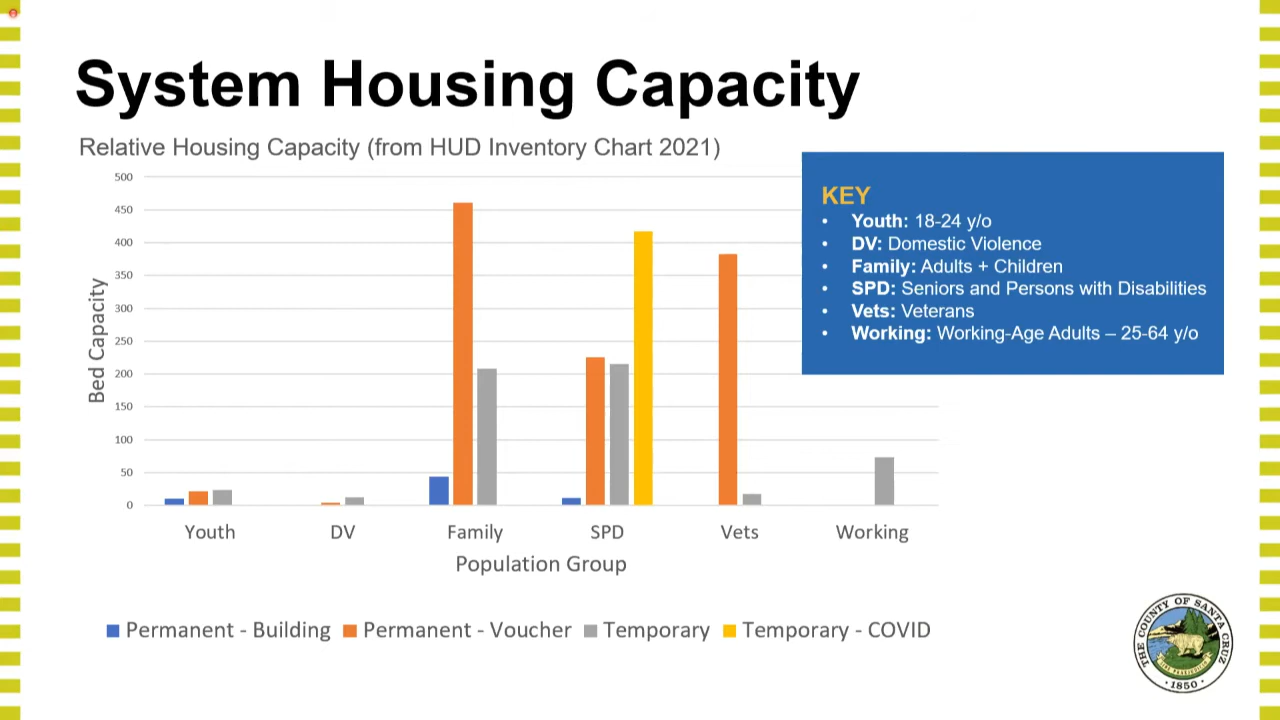 System Housing Capacity
Relative Housing Capacity (from HUD Inventory Chart 2021)
KEY
• Youth: 18-24 y/o
• DV: Domestic Violence
• Family: Adults + Children
• SPD: Seniors and Persons with Disabilities
• Vets: Veterans
• Working: Working-Age Adults – 25-64 y/o
Bed Capacity
500
450
400
350
300
250
200
150
100
50
0
Youth DV Family SPD Vets Working
Population Group
Permanent - Building Permanent - Voucher Temporary Temporary - COVID
THE COUNTY OF SANTA CRUZ
· 1850 ·